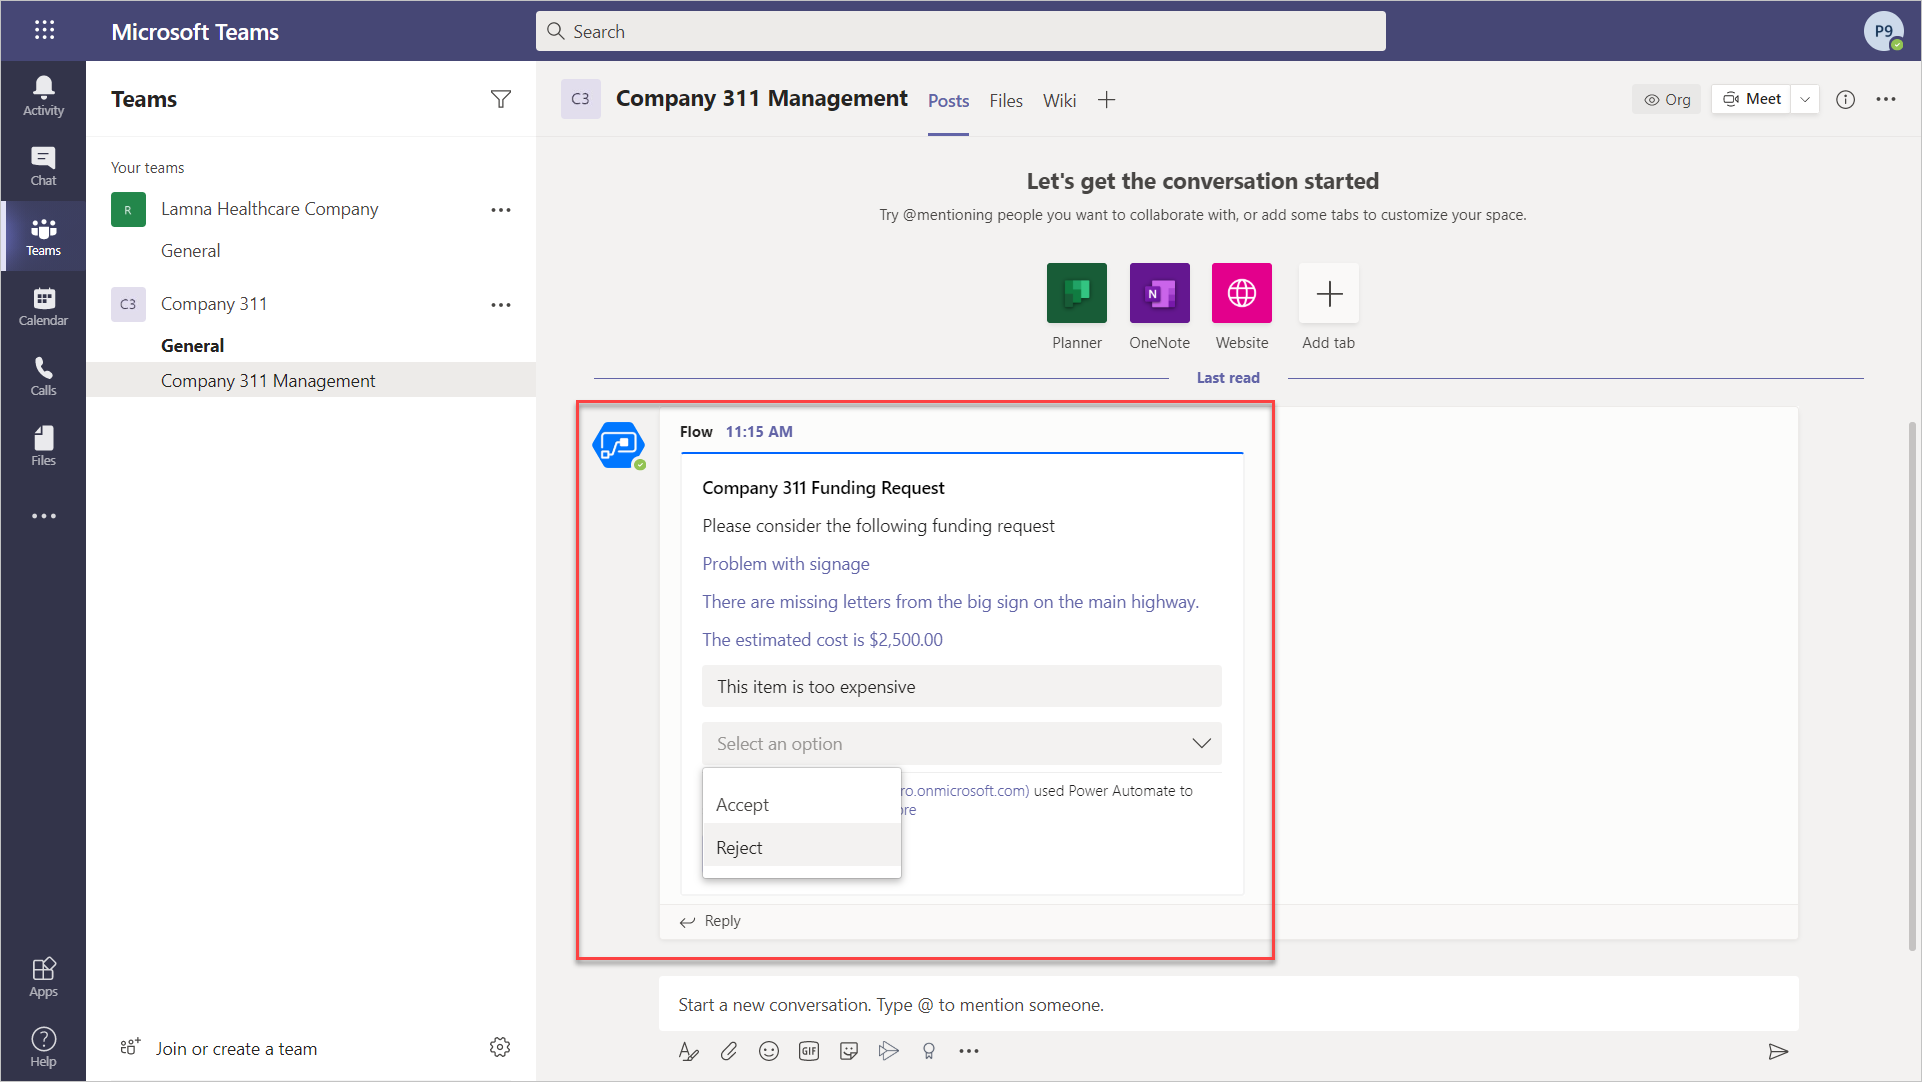 Microsoft Teams
Search
P9
Activity
Chat
Teams
Calendar
Calls
Files
Apps
Help
Teams
Your teams
R
Lamna Healthcare Company
General
C3
Company 311
General
Company 311 Management
Join or create a team
C3
Company 311 Management
Posts
Files
Wiki
Org
Meet
Let's get the conversation started
Try @mentioning people you want to collaborate with, or add some tabs to customize your space.
N
Planner
OneNote
Website
Add tab
Last read
Flow 11:15 AM
Company 311 Funding Request
Please consider the following funding request
Problem with signage
There are missing letters from the big sign on the main highway.
The estimated cost is $2,500.00
This item is too expensive
Select an option
Accept
Reject
ro.onmicrosoft.com) used Power Automate to
ore
Reply
Start a new conversation. Type @ to mention someone.
GIF